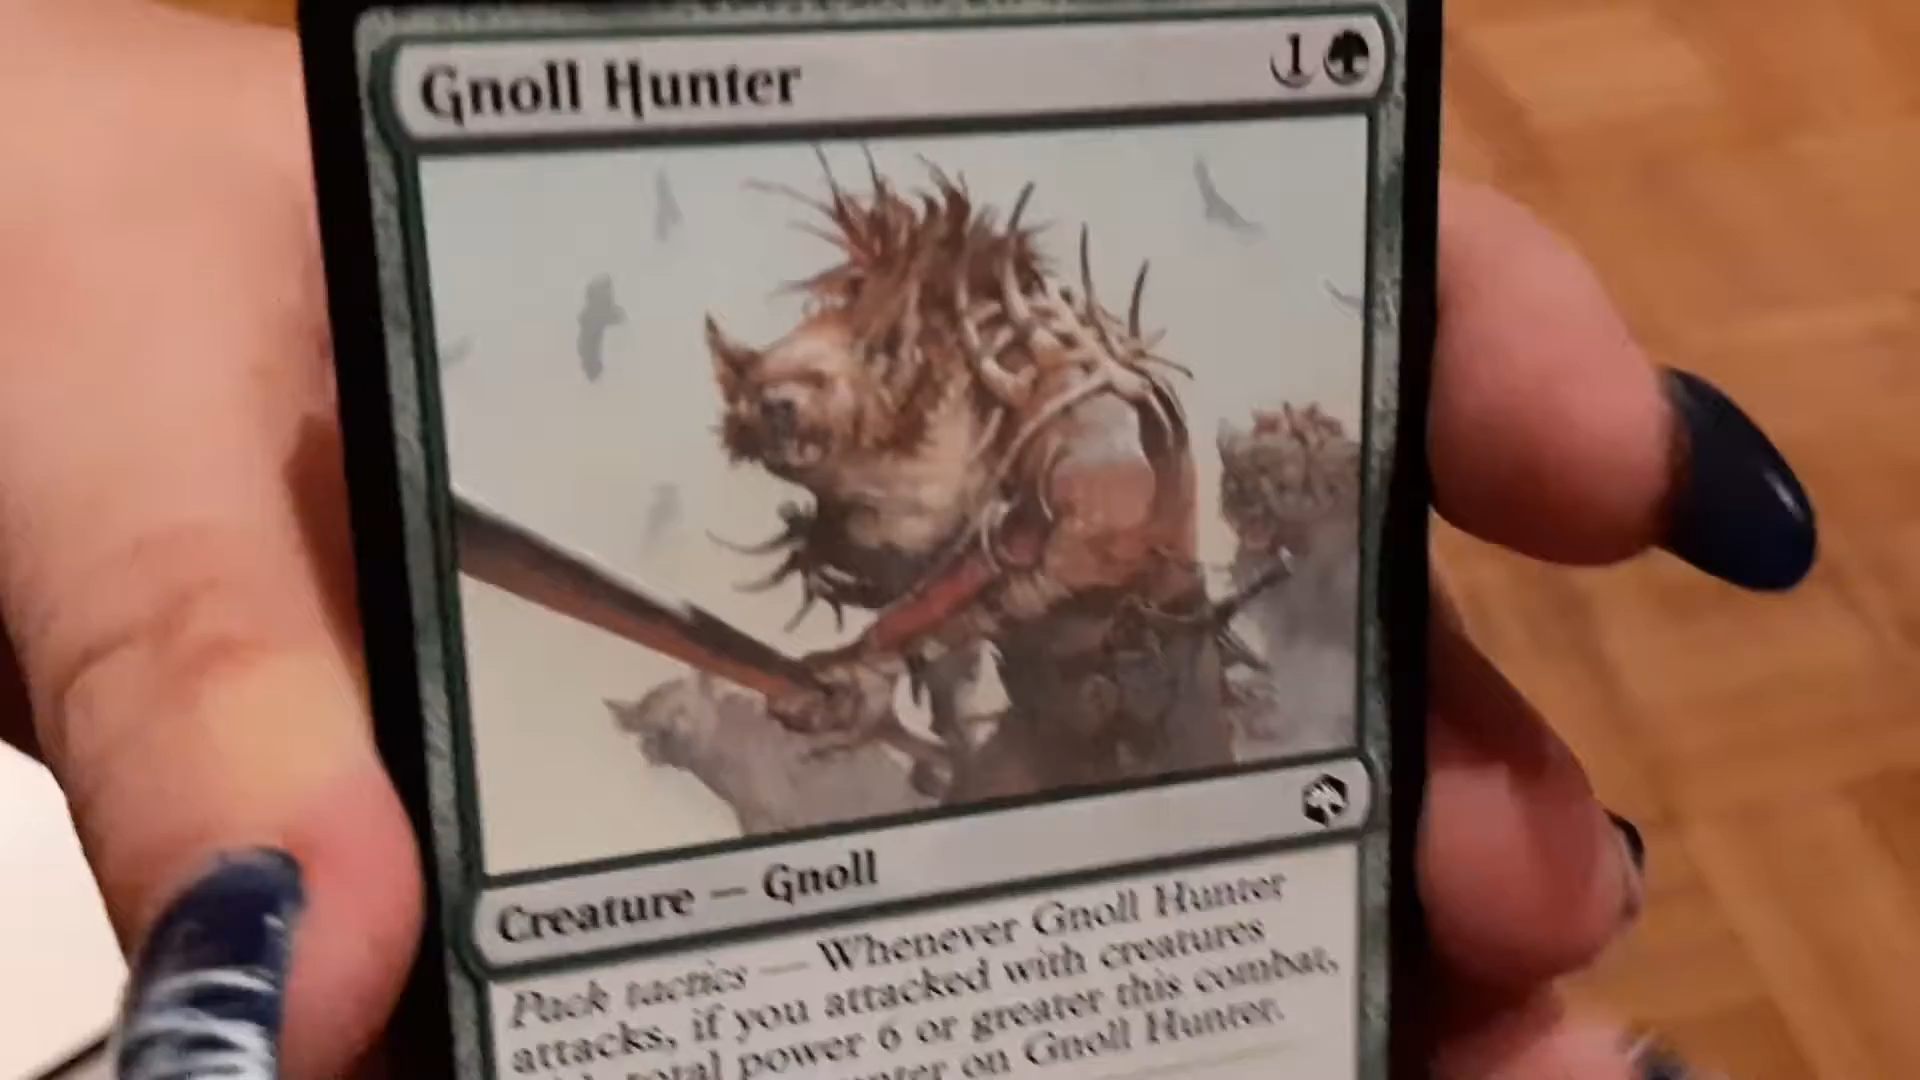 Gnoll Hunter 1
Creature — Gnoll
Pack tactics — Whenever Gnoll Hunter
attacks, if you attacked with creatures
total power 6 or greater this combat,
on Gnoll Hunter.